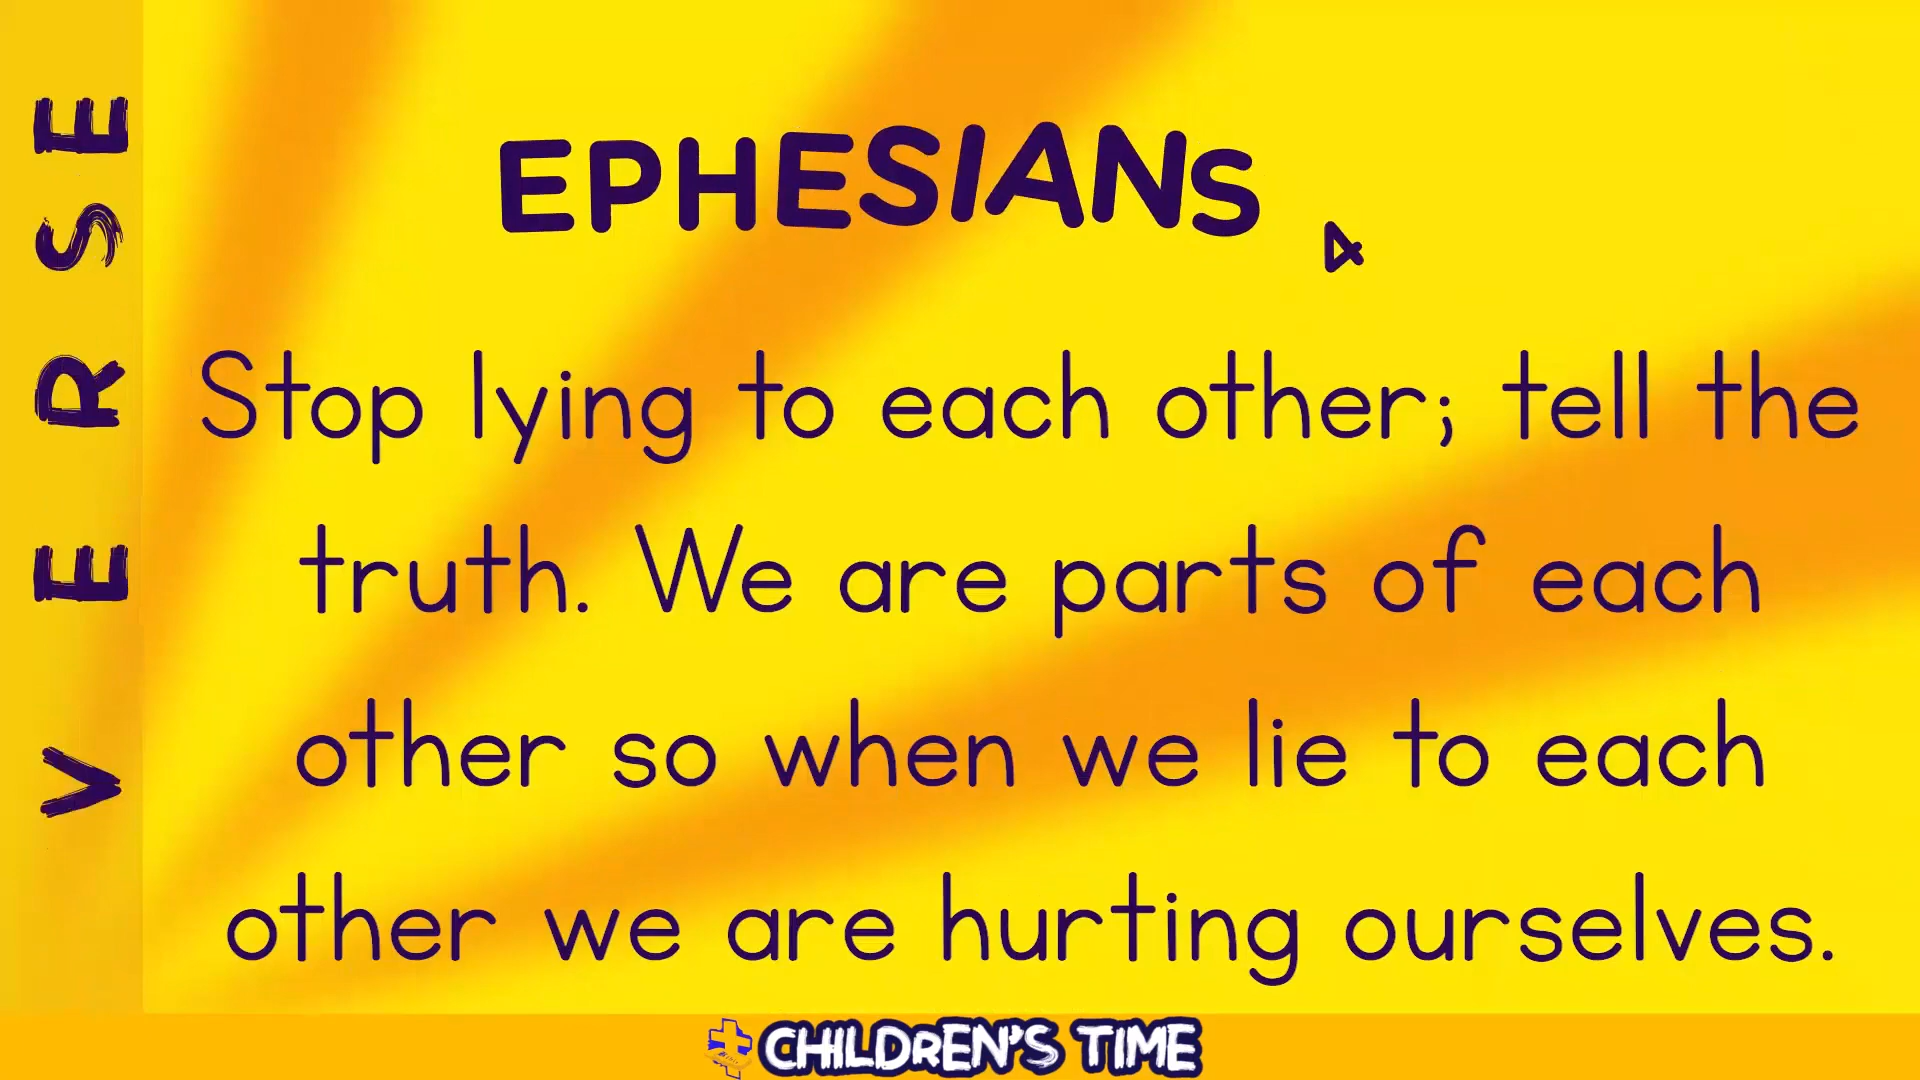 VERSE
EPHESIANS 4
Stop lying to each other; tell the
truth. We are parts of each
other so when we lie to each
other we are hurting ourselves.
CHILDREN'S TIME